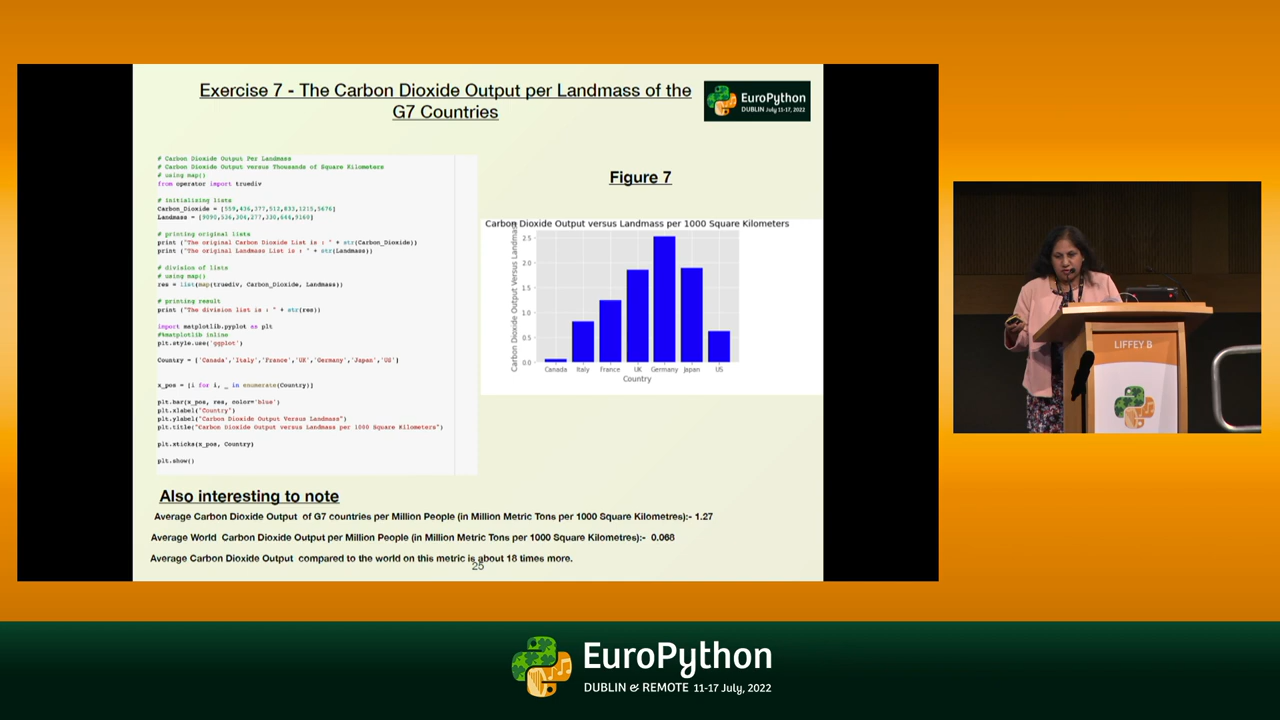 Exercise 7 - The Carbon Dioxide Output per Landmass of the
G7 Countries
EuroPython
DUBLIN July 11-17, 2022
# Carbon Dioxide Output Per Landmass
# Carbon Dioxide Output versus Thousands of Square Kilometers
# using map()
from operator import truediv
# initialising lists
Carbon_Dioxide = [559,436,377,512,833,1215,5676]
Landmass = [9090,536,304,277,330,644,9160]
# printing original lists
print ("The original Carbon Dioxide List is : " + str(Carbon_Dioxide))
print ("The original Landmass List is : " + str(Landmass))
# division of lists
# using map()
res = list(map(truediv, Carbon_Dioxide, Landmass))
# printing result
print ("The division list is : " + str(res))
import matplotlib.pyplot as plt
#%matplotlib inline
plt.style.use('ggplot')
Country = ['Canada','Italy','France','UK','Germany','Japan','US']
x_pos = [i for i, _ in enumerate(Country)]
plt.bar(x_pos, res, color='blue')
plt.xlabel("Country")
plt.ylabel("Carbon Dioxide Output Versus Landmass")
plt.title("Carbon Dioxide Output versus Landmass per 1000 Square Kilometers")
plt.xticks(x_pos, Country)
plt.show()
Figure 7
Carbon Dioxide Output versus Landmass per 1000 Square Kilometers
Carbon Dioxide Output Versus Landmass
2.5
2.0
1.5
1.0
0.5
0.0
Canada Italy France UK Germany Japan US
Country
Also interesting to note
Average Carbon Dioxide Output of G7 countries per Million People (in Million Metric Tons per 1000 Square Kilometres):- 1.27
Average World Carbon Dioxide Output per Million People (in Million Metric Tons per 1000 Square Kilometres):- 0.068
Average Carbon Dioxide Output compared to the world on this metric is about 18 times more.
25
LIFFEY B
EuroPython
DUBLIN & REMOTE 11-17 July, 2022